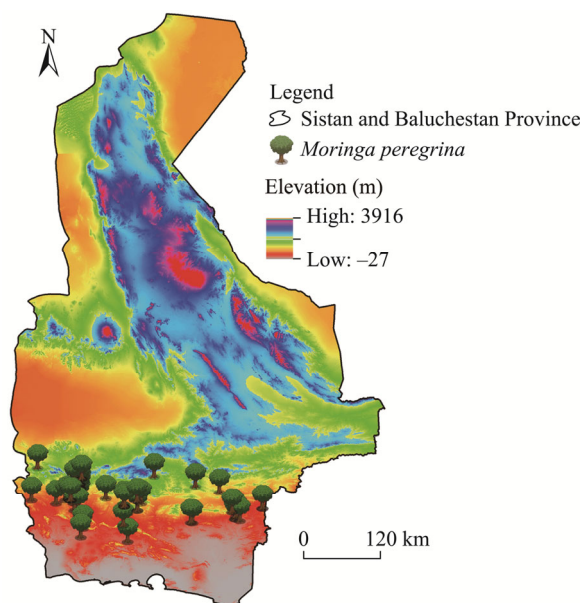 N
Legend
Sistan and Baluchestan Province
Moringa peregrina
Elevation (m)
High: 3916
Low: –27
0 120 km